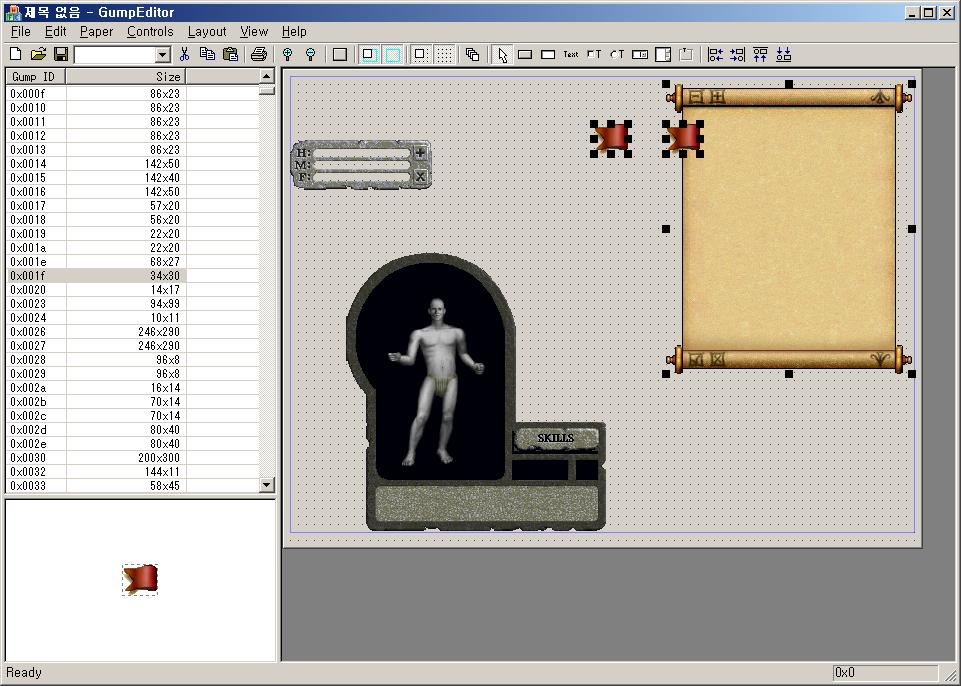 제목 없음 - GumpEditor
File Edit Paper Controls Layout View Help
Text T T
Gump ID Size
0x000f 86x23
0x0010 86x23
0x0011 86x23
0x0012 86x23
0x0013 86x23
0x0014 142x50
0x0015 142x40
0x0016 142x50
0x0017 57x20
0x0018 56x20
0x0019 22x20
0x001a 22x20
0x001e 68x27
0x001f 34x30
0x0020 14x17
0x0023 94x99
0x0024 10x11
0x0026 246x290
0x0027 246x290
0x0028 96x8
0x0029 96x8
0x002a 16x14
0x002b 70x14
0x002c 70x14
0x002d 80x40
0x002e 80x40
0x0030 200x300
0x0032 144x11
0x0033 58x45
H:
M:
F:
SKILLS
Ready 0x0